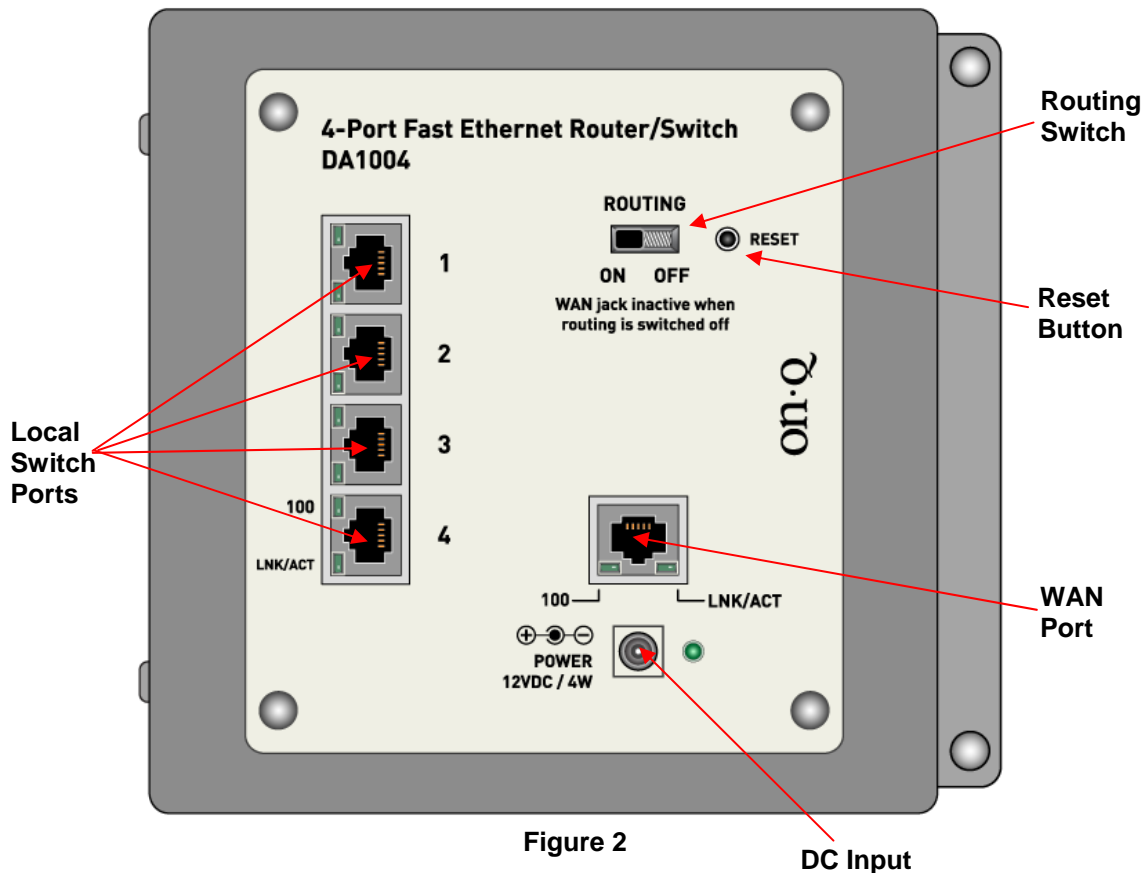 4-Port Fast Ethernet Router/Switch
DA1004
Routing
Switch
ROUTING
RESET
ON OFF
WAN jack inactive when
routing is switched off
Reset
Button
1
2
3
4
on·Q
Local
Switch
Ports
100
LNK/ACT
100
LNK/ACT
WAN
Port
+ −
POWER
12VDC / 4W
Figure 2
DC Input